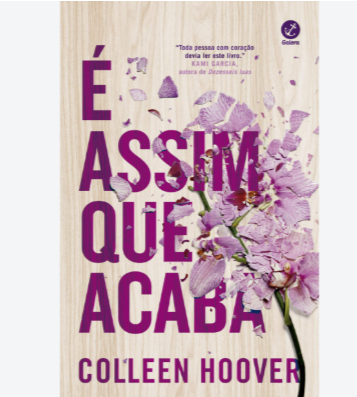 "Toda pessoa com coração
devia ler este livro."
KAMI GARCIA,
autora de Dezesseis luas
Galera
É
ASSIM
QUE
ACABA
COLLEEN HOOVER